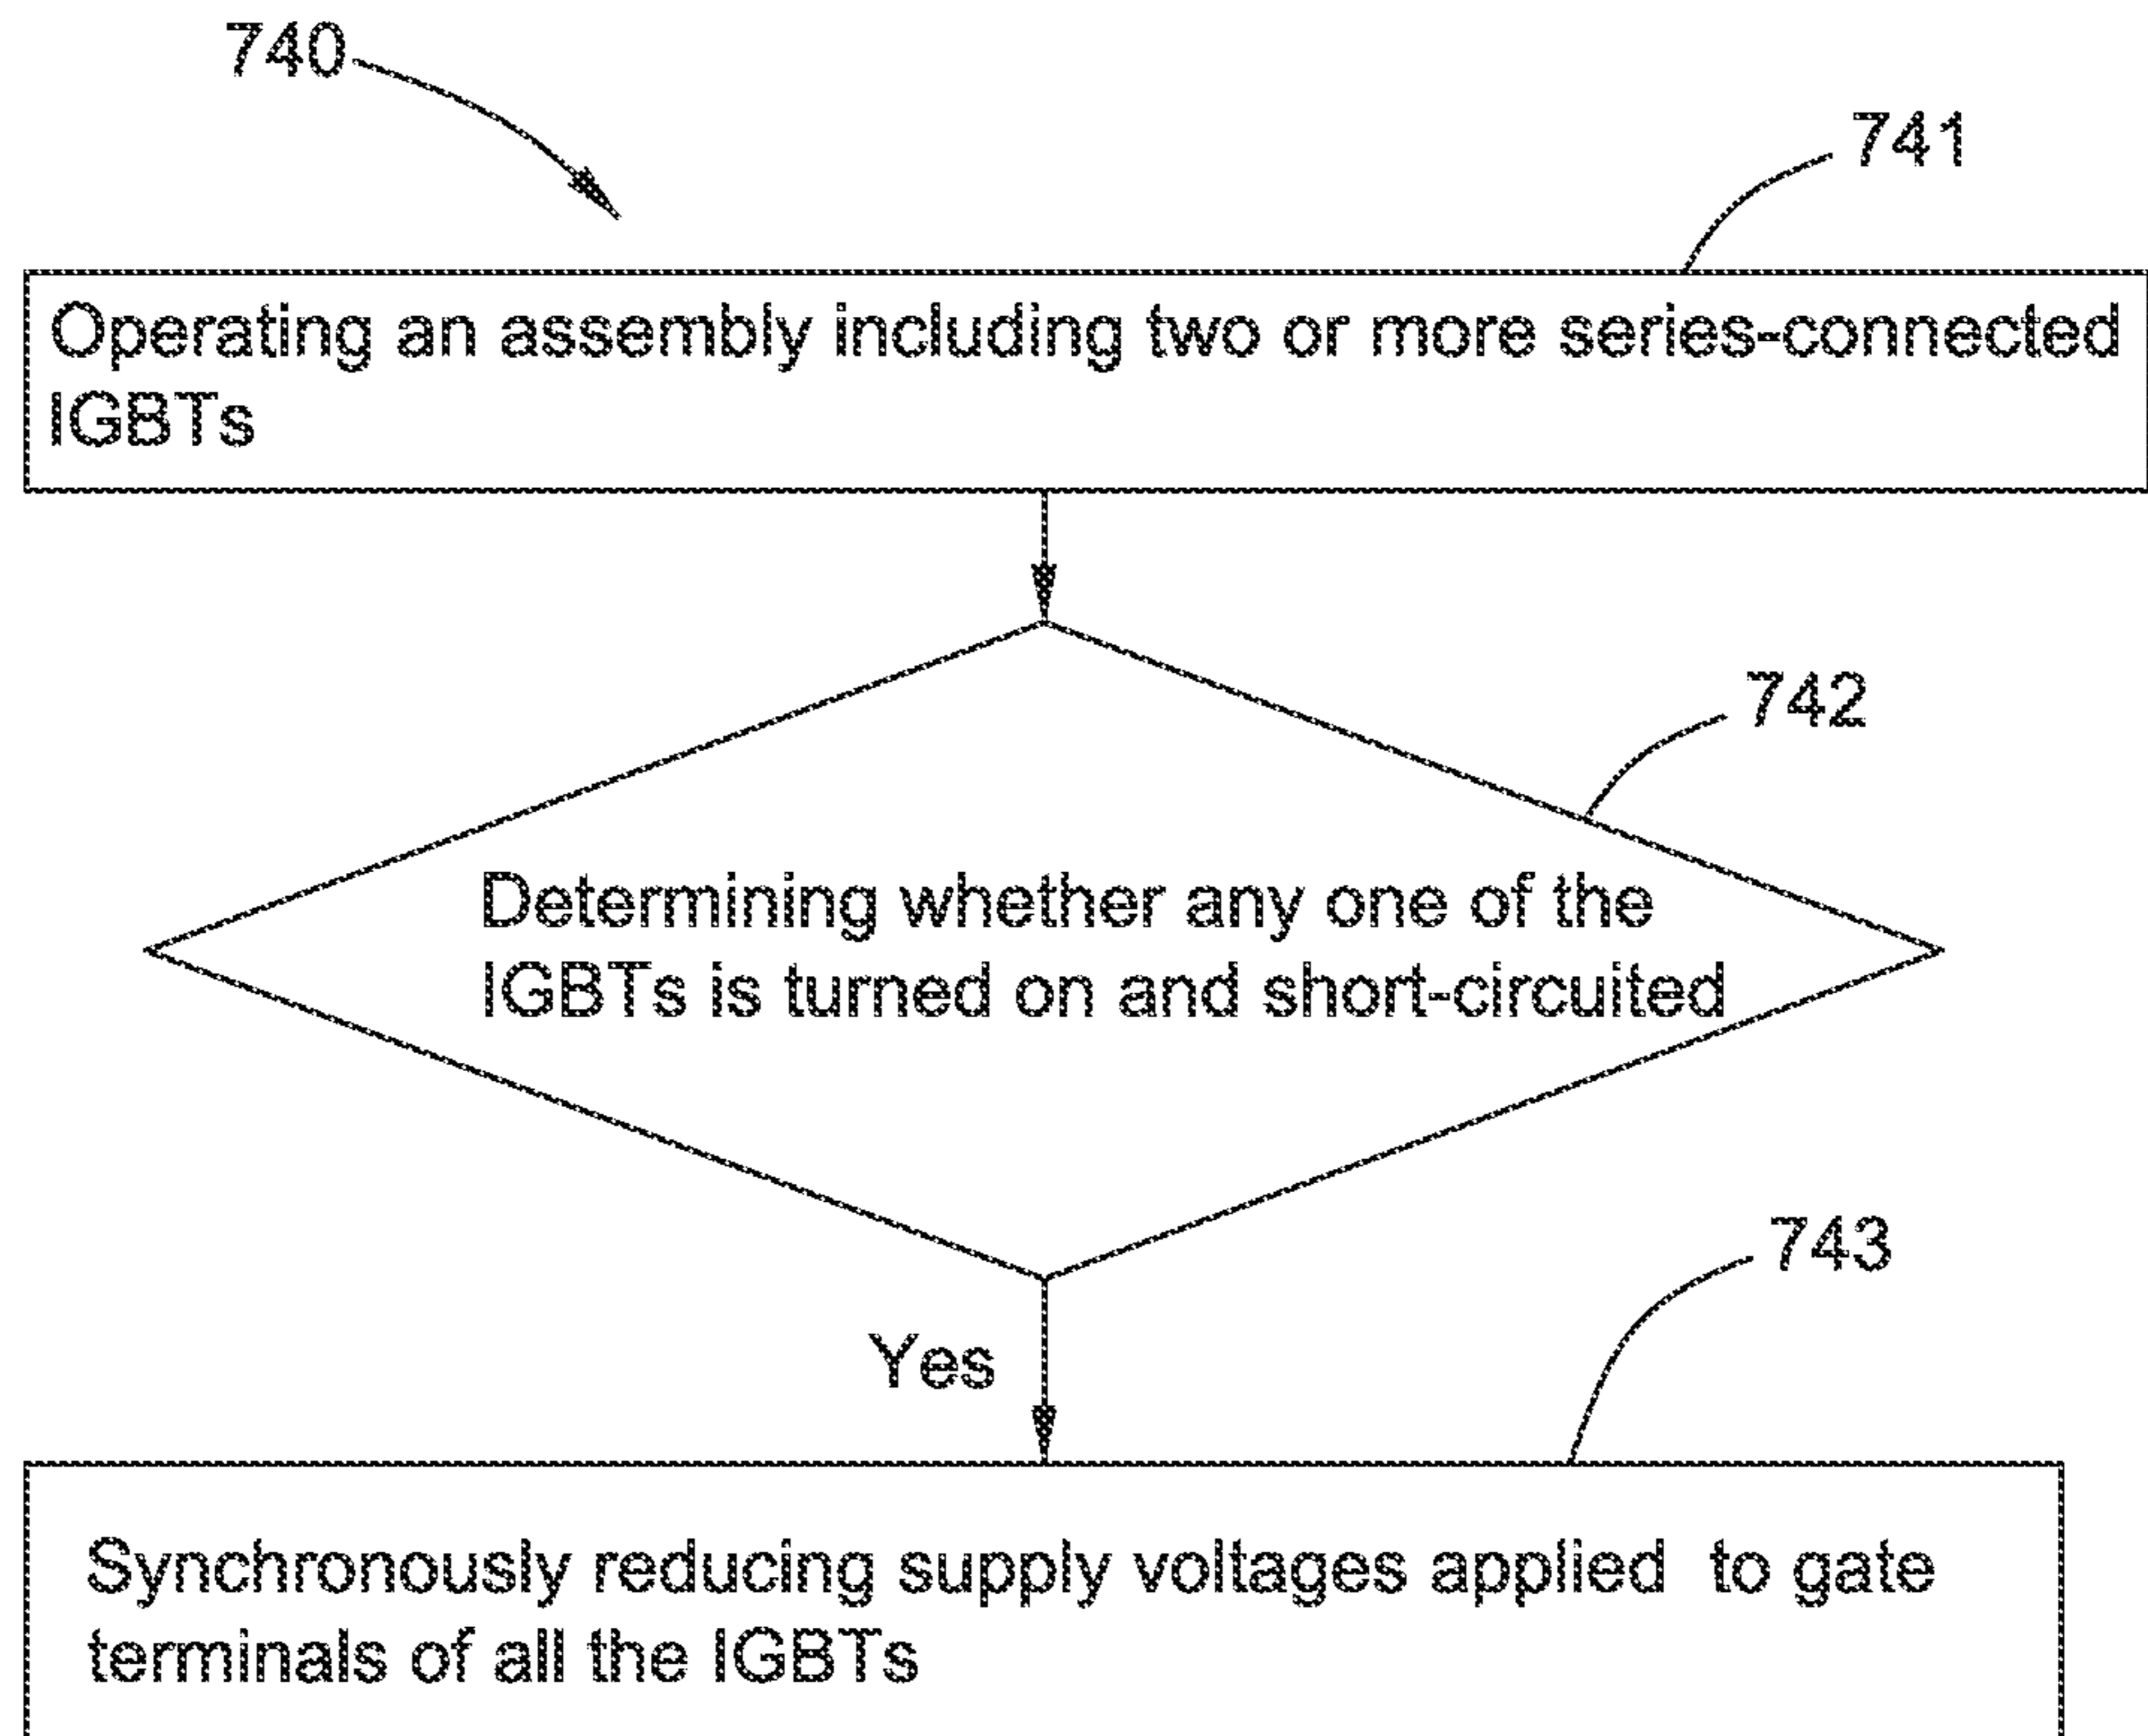 740
741
Operating an assembly including two or more series-connected
IGBTs
742
Determining whether any one of the
IGBTs is turned on and short-circuited
743
Yes
Synchronously reducing supply voltages applied to gate
terminals of all the IGBTs